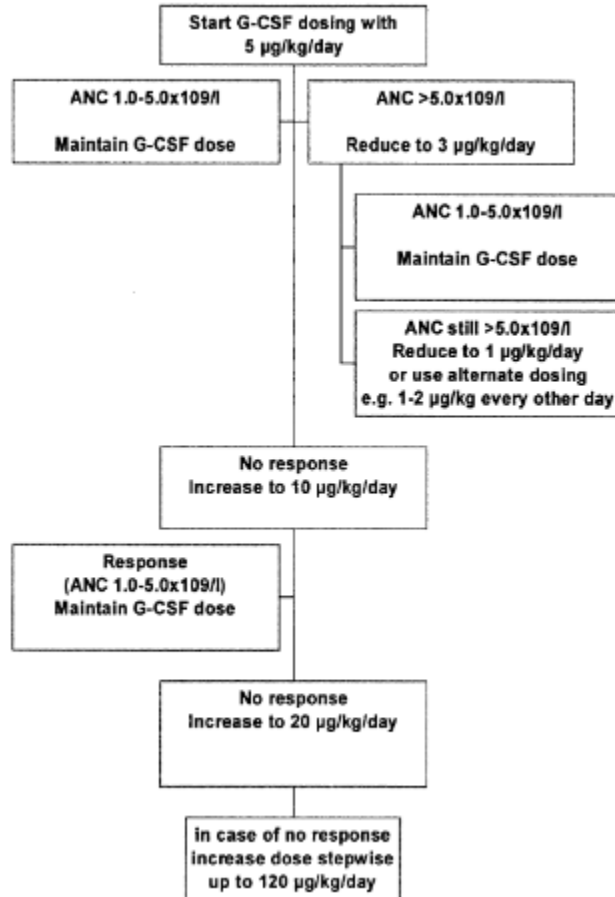 Start G-CSF dosing with
5 µg/kg/day
ANC 1.0-5.0x109/l
Maintain G-CSF dose
ANC >5.0x109/l
Reduce to 3 µg/kg/day
ANC 1.0-5.0x109/l
Maintain G-CSF dose
ANC still >5.0x109/l
Reduce to 1 µg/kg/day
or use alternate dosing
e.g. 1-2 µg/kg every other day
No response
Increase to 10 µg/kg/day
Response
(ANC 1.0-5.0x109/l)
Maintain G-CSF dose
No response
Increase to 20 µg/kg/day
in case of no response
increase dose stepwise
up to 120 µg/kg/day